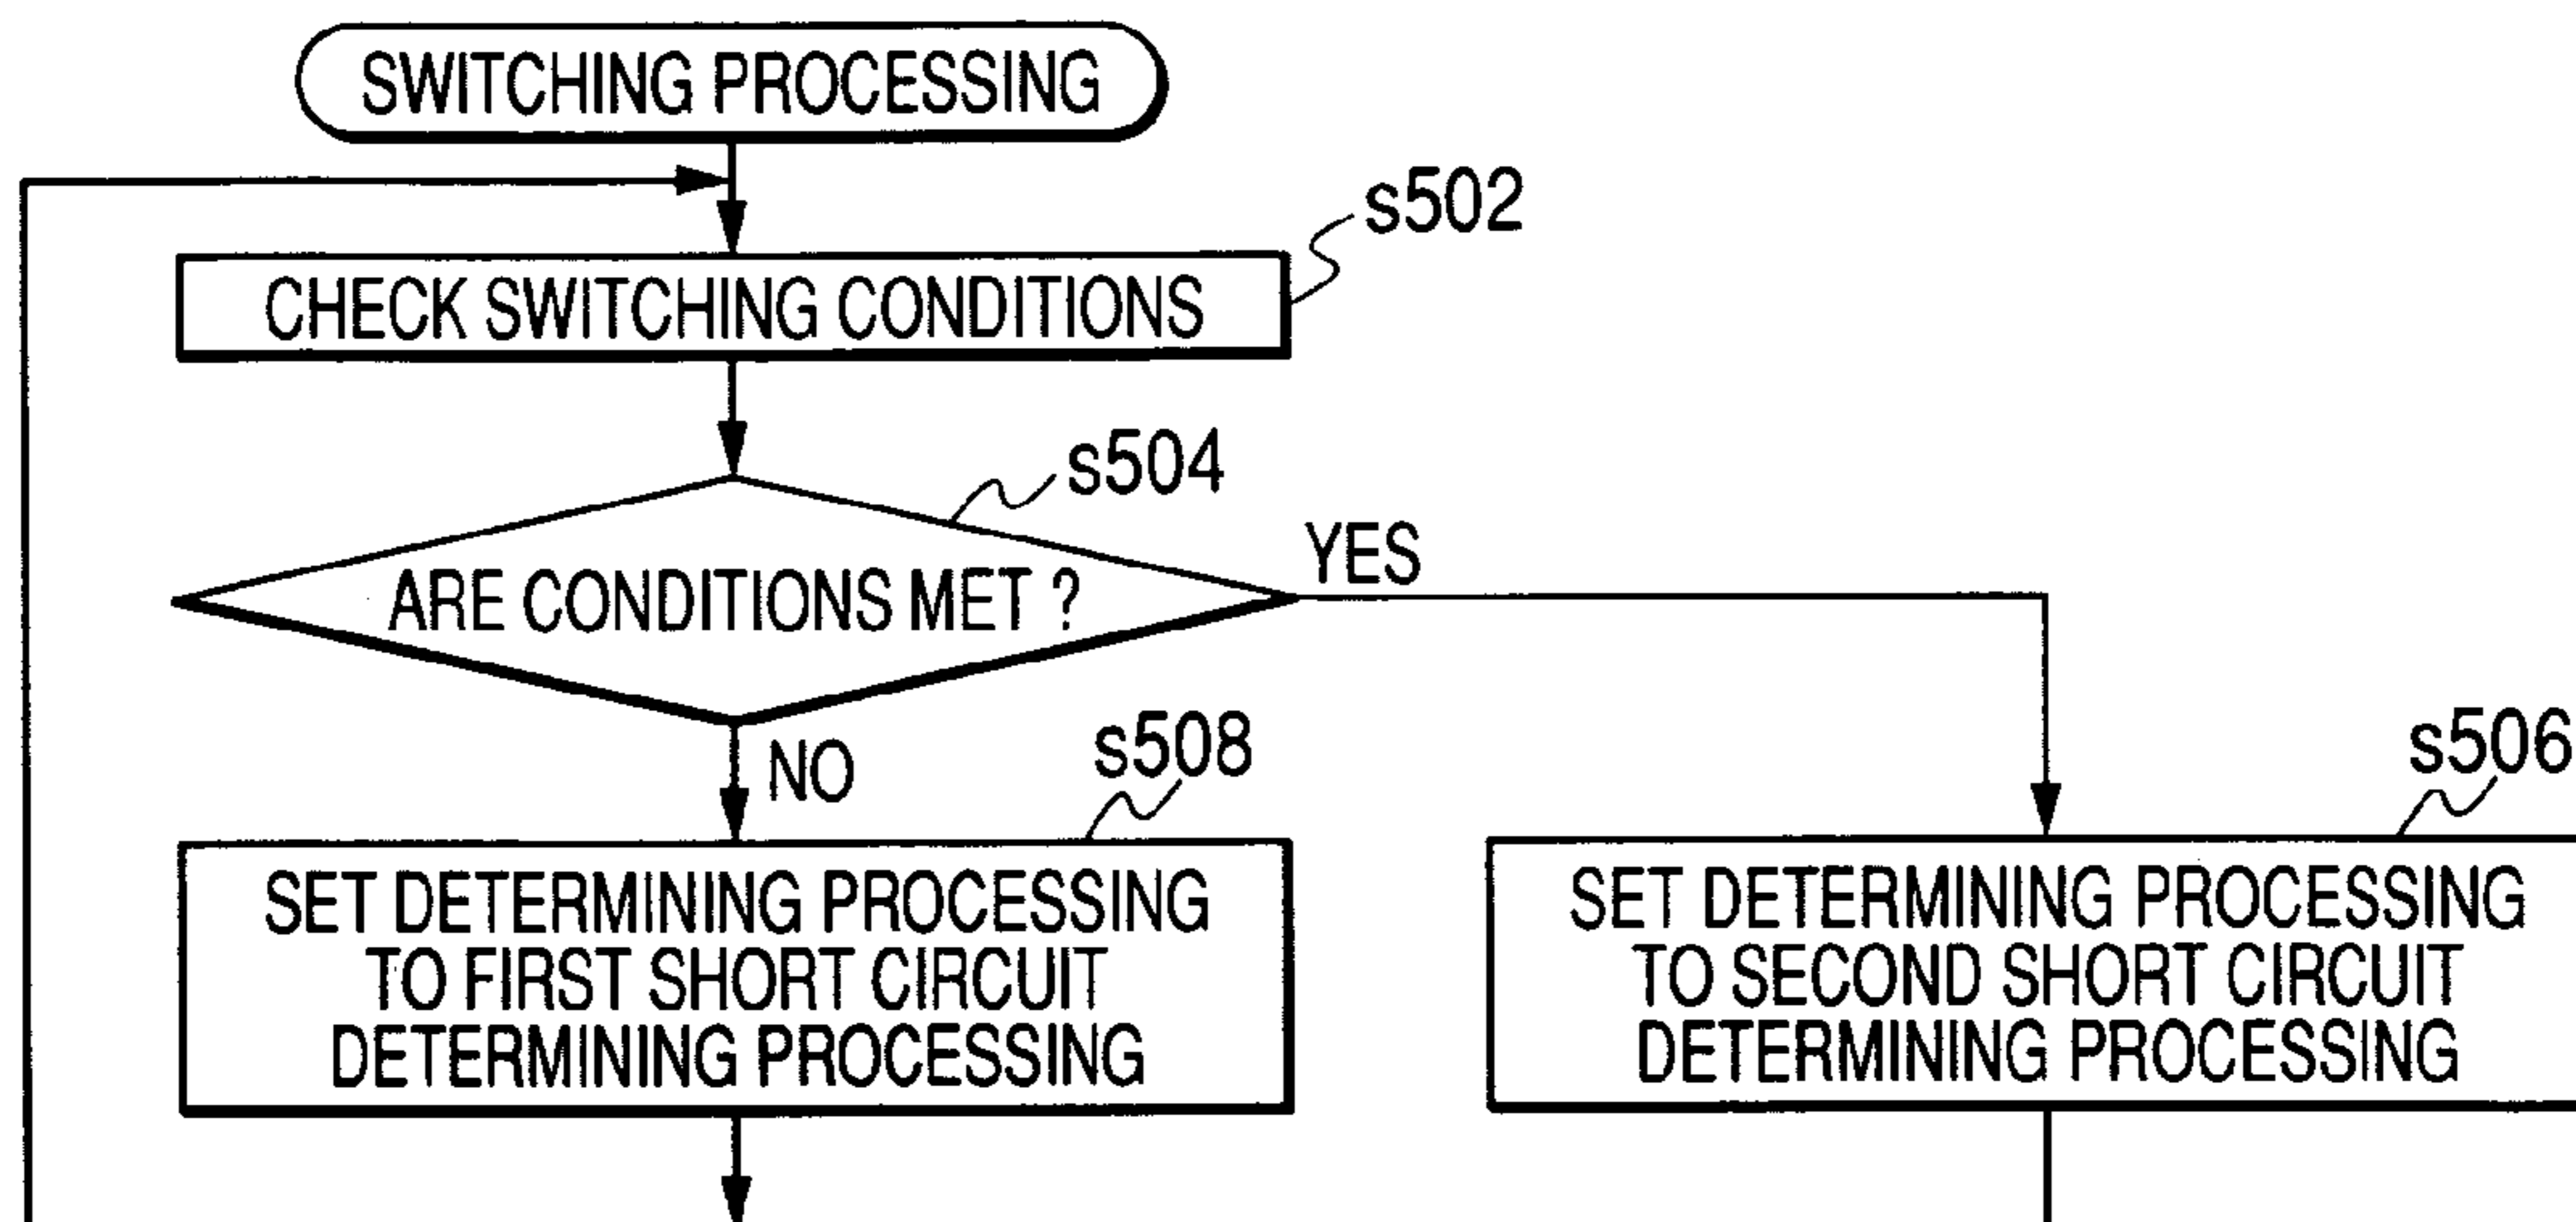 SWITCHING PROCESSING
s502
CHECK SWITCHING CONDITIONS
s504
ARE CONDITIONS MET ?
YES
NO
s508
SET DETERMINING PROCESSING
TO FIRST SHORT CIRCUIT
DETERMINING PROCESSING
s506
SET DETERMINING PROCESSING
TO SECOND SHORT CIRCUIT
DETERMINING PROCESSING